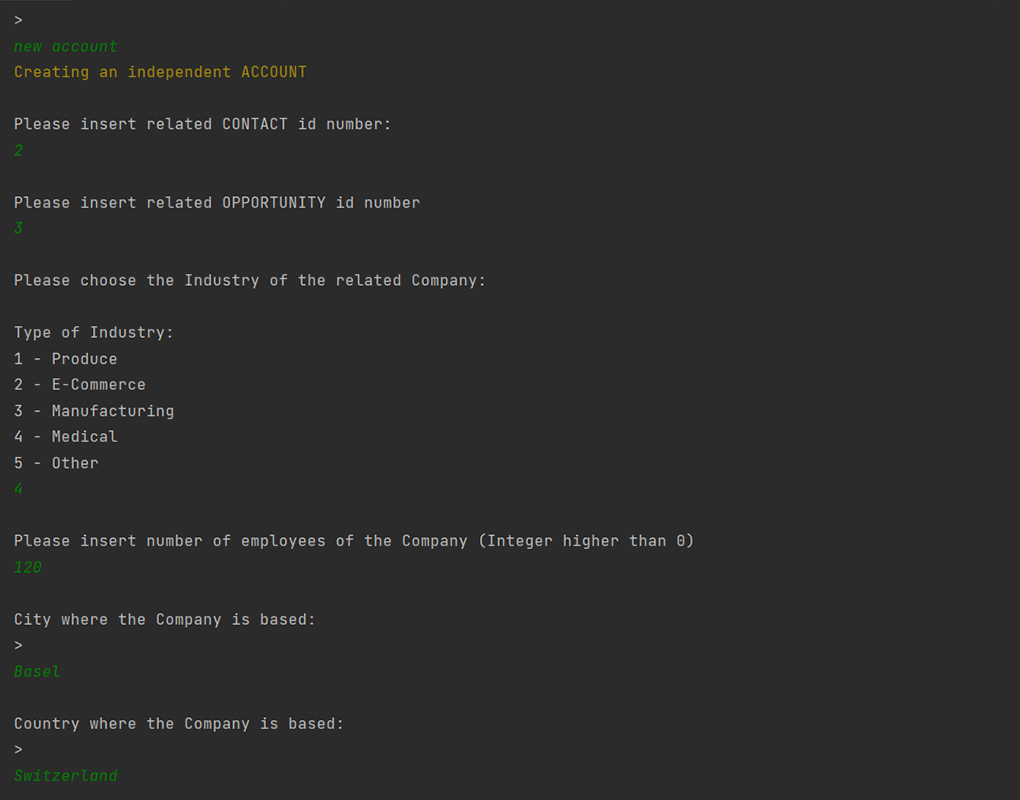 >
new account
Creating an independent ACCOUNT
Please insert related CONTACT id number:
2
Please insert related OPPORTUNITY id number
3
Please choose the Industry of the related Company:
Type of Industry:
1 - Produce
2 - E-Commerce
3 - Manufacturing
4 - Medical
5 - Other
4
Please insert number of employees of the Company (Integer higher than 0)
120
City where the Company is based:
>
Basel
Country where the Company is based:
>
Switzerland